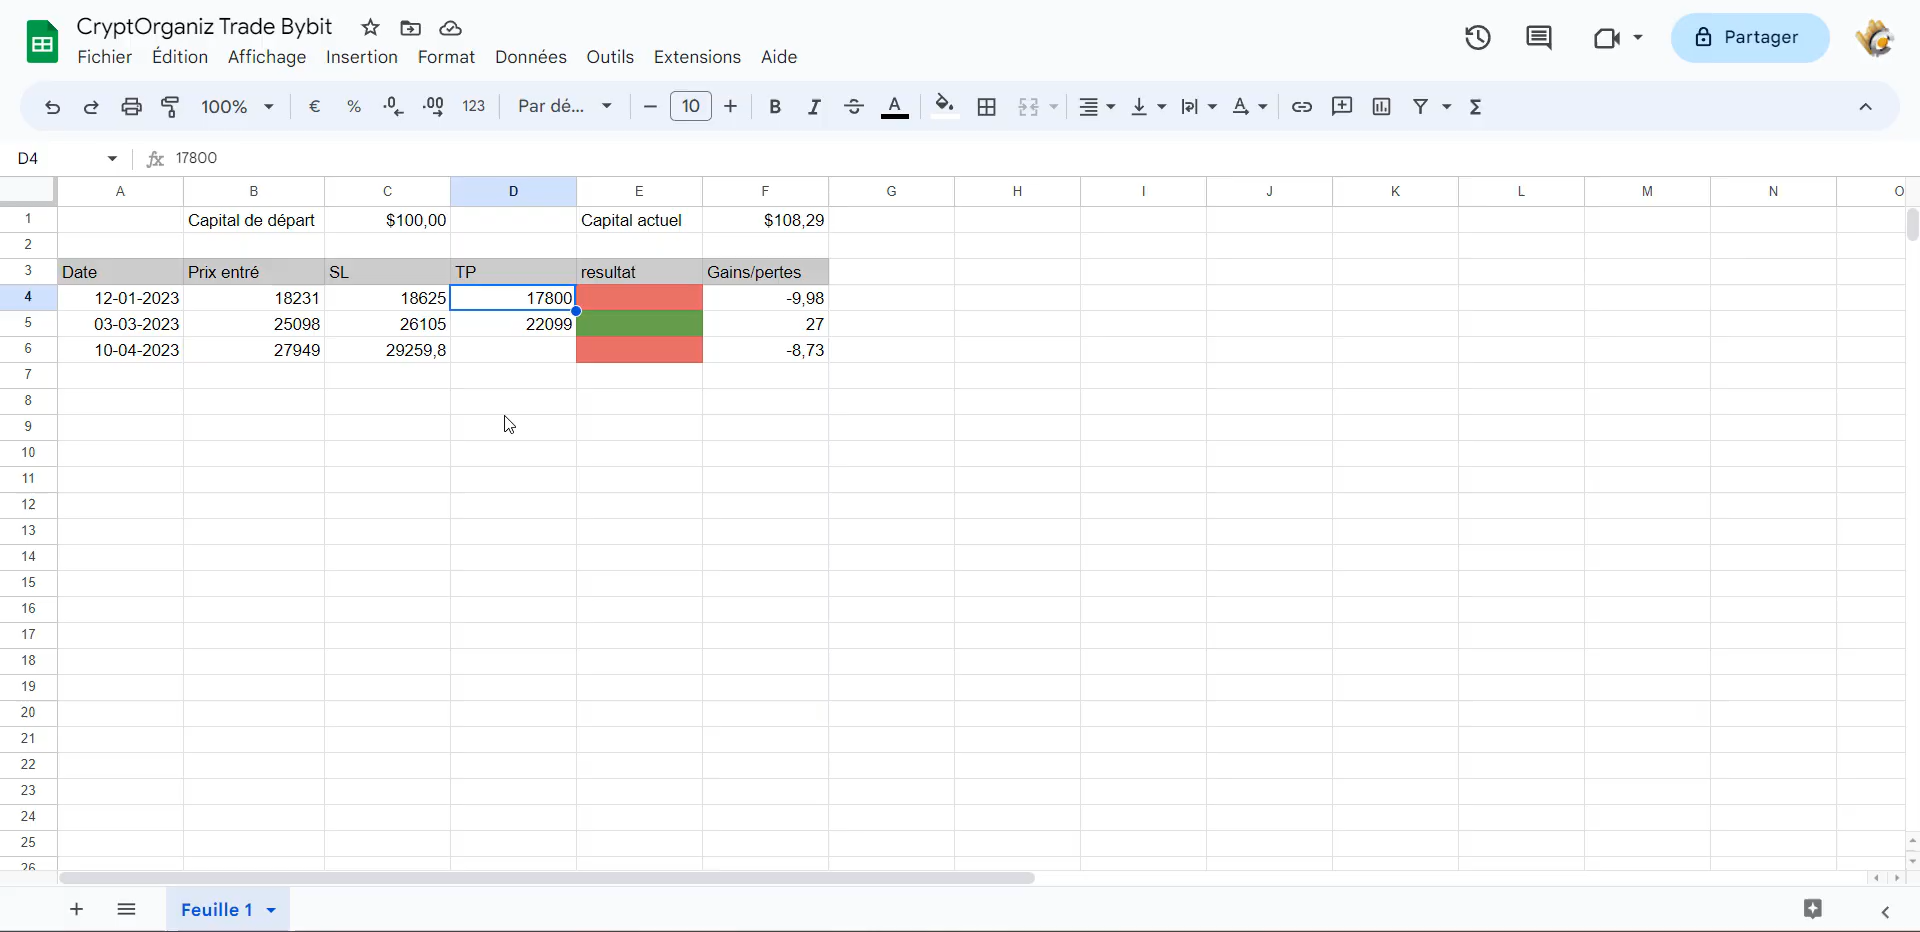 CryptOrganiz Trade Bybit
Fichier Édition Affichage Insertion Format Données Outils Extensions Aide
Partager
100% € % .0 .00 123 Par dé... 10 B I A A Σ
D4 fx 17800
A B C D E F G H I J K L M N O
1 Capital de départ $100,00 Capital actuel $108,29
2
3 Date Prix entré SL TP resultat Gains/pertes
4 12-01-2023 18231 18625 17800 -9,98
5 03-03-2023 25098 26105 22099 27
6 10-04-2023 27949 29259,8 -8,73
7
8
9
10
11
12
13
14
15
16
17
18
19
20
21
22
23
24
25
26
Feuille 1